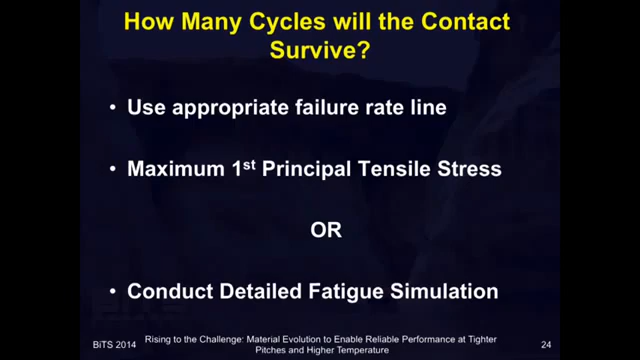 How Many Cycles will the Contact
Survive?
• Use appropriate failure rate line
• Maximum 1st Principal Tensile Stress
OR
• Conduct Detailed Fatigue Simulation
BiTS 2014
Rising to the Challenge: Material Evolution to Enable Reliable Performance at Tighter
Pitches and Higher Temperature
24